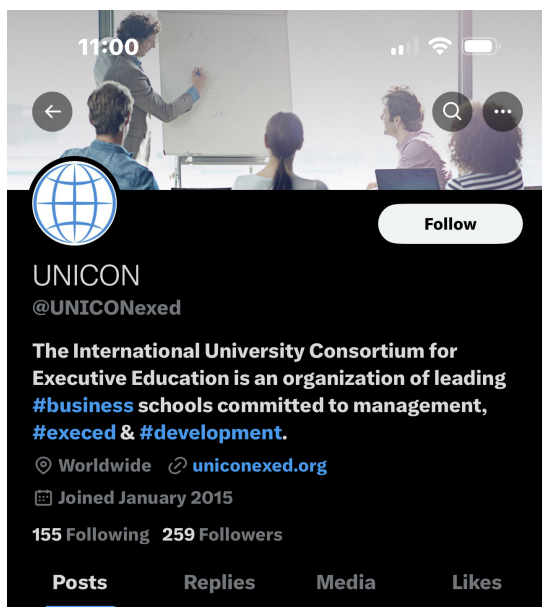 11:00
Follow
UNICON
@UNICONexed
The International University Consortium for
Executive Education is an organization of leading
#business schools committed to management,
#execed & #development.
Worldwide uniconexed.org
Joined January 2015
155 Following 259 Followers
Posts Replies Media Likes